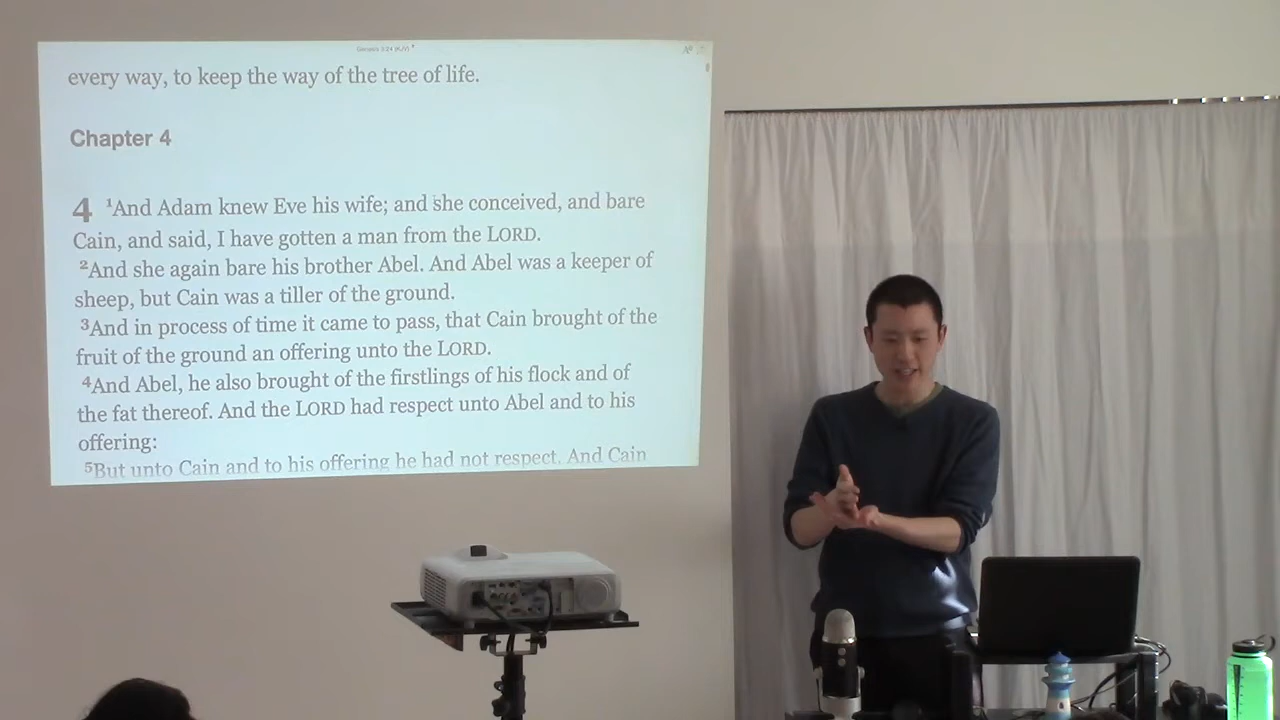 Genesis 3:24 (KJV)
every way, to keep the way of the tree of life.
Chapter 4
4 ¹And Adam knew Eve his wife; and she conceived, and bare
Cain, and said, I have gotten a man from the LORD.
²And she again bare his brother Abel. And Abel was a keeper of
sheep, but Cain was a tiller of the ground.
³And in process of time it came to pass, that Cain brought of the
fruit of the ground an offering unto the LORD.
⁴And Abel, he also brought of the firstlings of his flock and of
the fat thereof. And the LORD had respect unto Abel and to his
offering:
⁵But unto Cain and to his offering he had not respect. And Cain